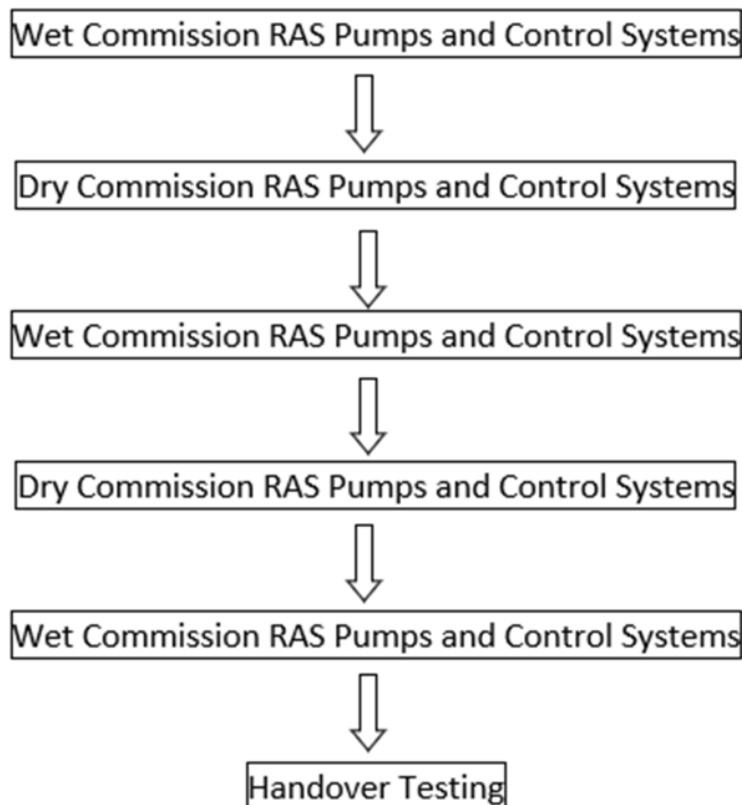 Wet Commission RAS Pumps and Control Systems
Dry Commission RAS Pumps and Control Systems
Wet Commission RAS Pumps and Control Systems
Dry Commission RAS Pumps and Control Systems
Wet Commission RAS Pumps and Control Systems
Handover Testing